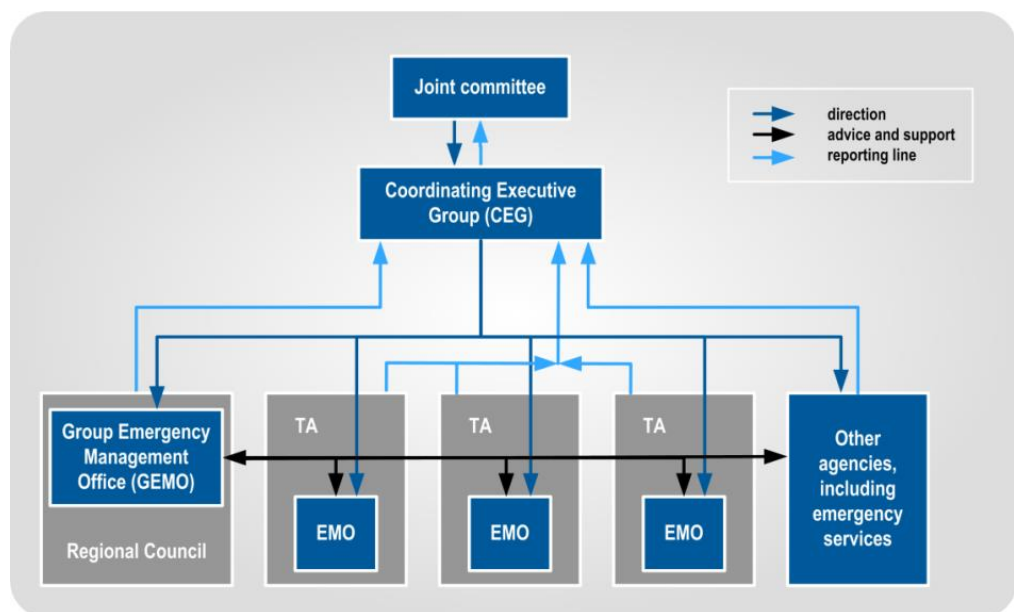 Joint committee
direction
advice and support
reporting line
Coordinating Executive
Group (CEG)
Group Emergency
Management
Office (GEMO)
Regional Council
TA
EMO
TA
EMO
TA
EMO
Other
agencies,
including
emergency
services